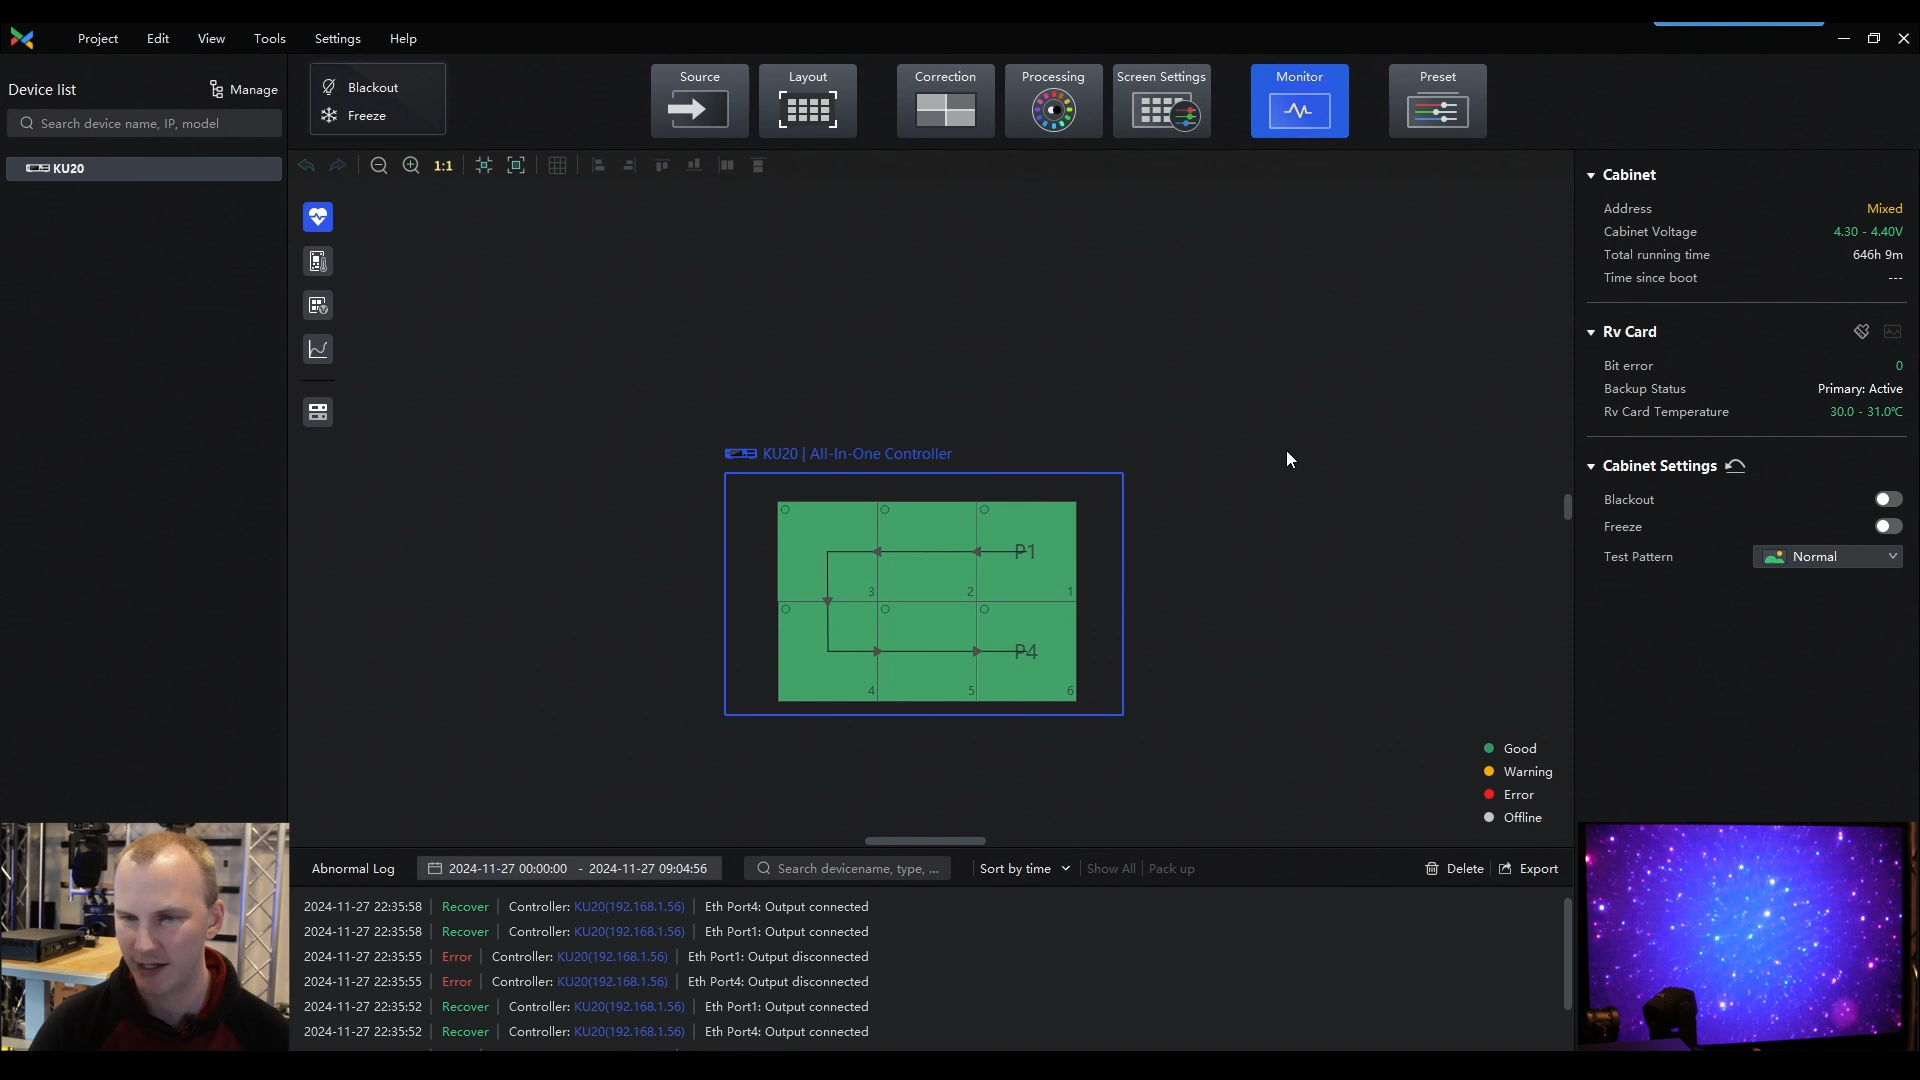 Project Edit View Tools Settings Help
Device list Manage
Search device name, IP, model
KU20
Blackout
Freeze
Source
Layout
Correction
Processing
Screen Settings
Monitor
Preset
1:1
KU20 | All-In-One Controller
P1
3 2 1
P4
4 5 6
Good
Warning
Error
Offline
Cabinet
Address Mixed
Cabinet Voltage 4.30 - 4.40V
Total running time 646h 9m
Time since boot ---
Rv Card
Bit error 0
Backup Status Primary: Active
Rv Card Temperature 30.0 - 31.0℃
Cabinet Settings
Blackout
Freeze
Test Pattern Normal
Abnormal Log 2024-11-27 00:00:00 - 2024-11-27 09:04:56 Search devicename, type, ... Sort by time Show All Pack up Delete Export
2024-11-27 22:35:58 Recover Controller: KU20(192.168.1.56) Eth Port4: Output connected
2024-11-27 22:35:58 Recover Controller: KU20(192.168.1.56) Eth Port1: Output connected
2024-11-27 22:35:55 Error Controller: KU20(192.168.1.56) Eth Port1: Output disconnected
2024-11-27 22:35:55 Error Controller: KU20(192.168.1.56) Eth Port4: Output disconnected
2024-11-27 22:35:52 Recover Controller: KU20(192.168.1.56) Eth Port1: Output connected
2024-11-27 22:35:52 Recover Controller: KU20(192.168.1.56) Eth Port4: Output connected